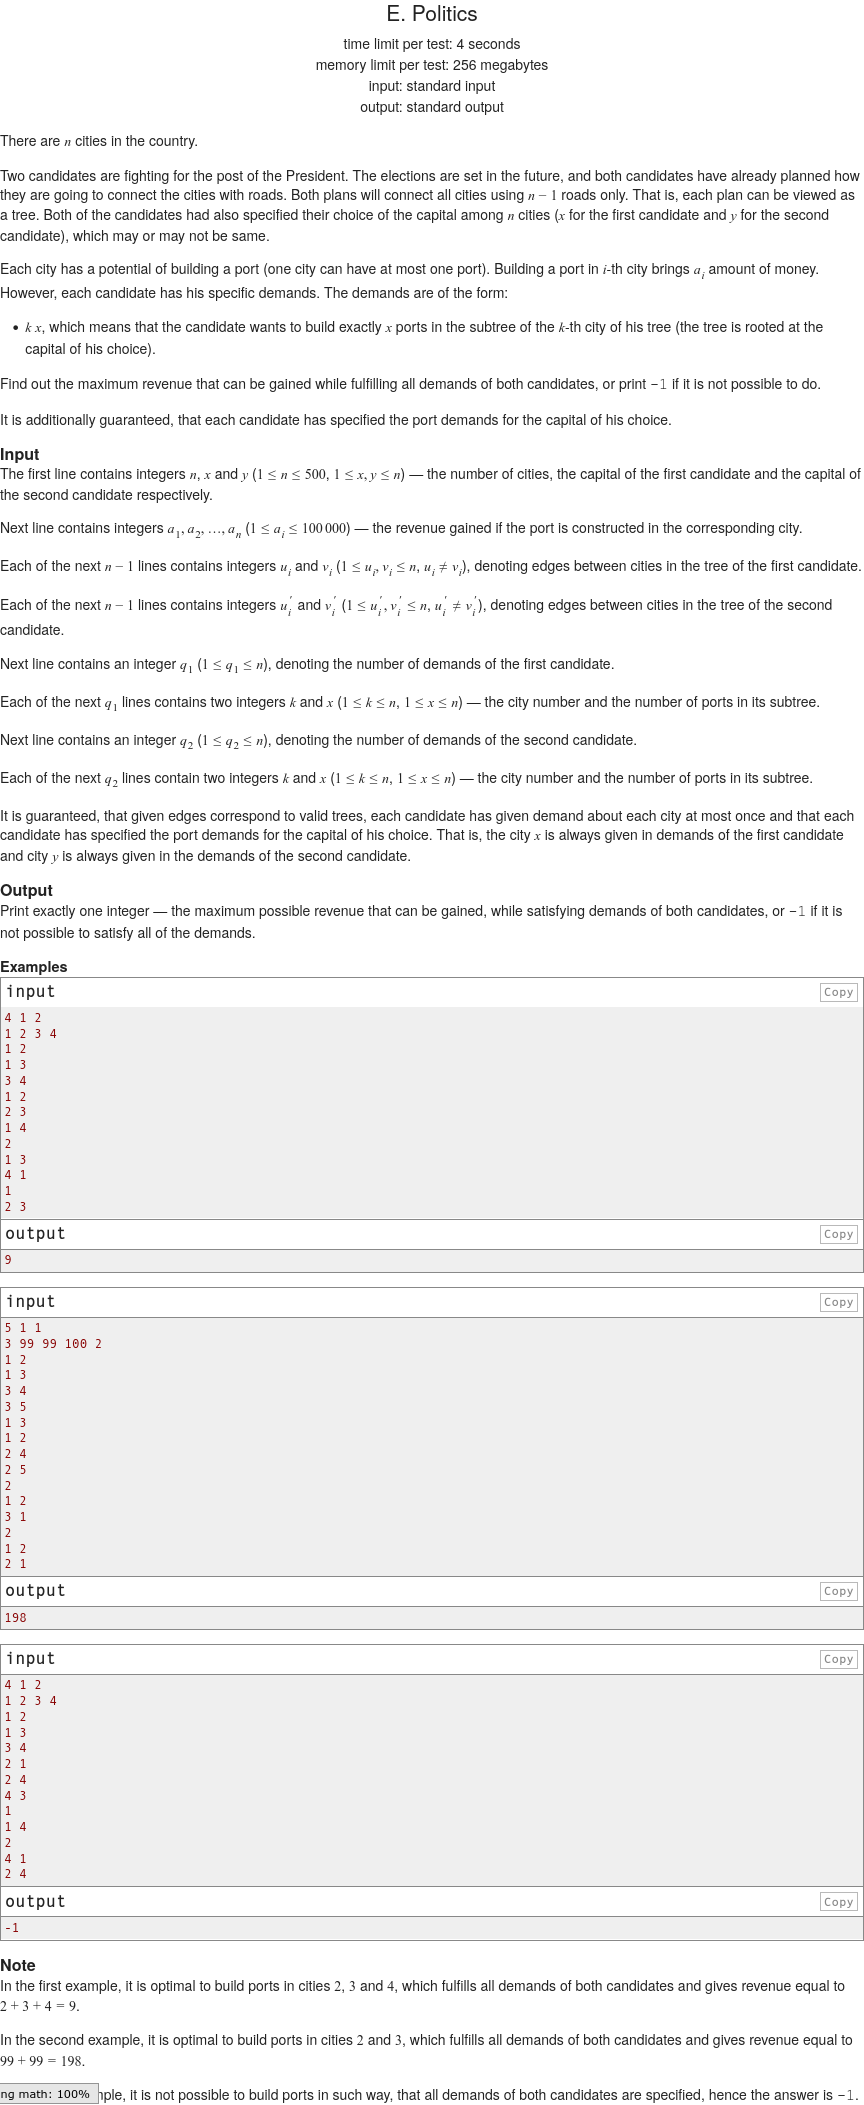 E. Politics
time limit per test: 4 seconds
memory limit per test: 256 megabytes
input: standard input
output: standard output
There are n cities in the country.
Two candidates are fighting for the post of the President. The elections are set in the future, and both candidates have already planned how
they are going to connect the cities with roads. Both plans will connect all cities using n − 1 roads only. That is, each plan can be viewed as
a tree. Both of the candidates had also specified their choice of the capital among n cities (x for the first candidate and y for the second
candidate), which may or may not be same.
Each city has a potential of building a port (one city can have at most one port). Building a port in i-th city brings a_i amount of money.
However, each candidate has his specific demands. The demands are of the form:
• k x, which means that the candidate wants to build exactly x ports in the subtree of the k-th city of his tree (the tree is rooted at the
capital of his choice).
Find out the maximum revenue that can be gained while fulfilling all demands of both candidates, or print −1 if it is not possible to do.
It is additionally guaranteed, that each candidate has specified the port demands for the capital of his choice.
Input
The first line contains integers n, x and y (1 ≤ n ≤ 500, 1 ≤ x, y ≤ n) — the number of cities, the capital of the first candidate and the capital of
the second candidate respectively.
Next line contains integers a_1, a_2, ..., a_n (1 ≤ a_i ≤ 100 000) — the revenue gained if the port is constructed in the corresponding city.
Each of the next n − 1 lines contains integers u_i and v_i (1 ≤ u_i, v_i ≤ n, u_i ≠ v_i), denoting edges between cities in the tree of the first candidate.
Each of the next n − 1 lines contains integers u'_i and v'_i (1 ≤ u'_i, v'_i ≤ n, u'_i ≠ v'_i), denoting edges between cities in the tree of the second
candidate.
Next line contains an integer q_1 (1 ≤ q_1 ≤ n), denoting the number of demands of the first candidate.
Each of the next q_1 lines contains two integers k and x (1 ≤ k ≤ n, 1 ≤ x ≤ n) — the city number and the number of ports in its subtree.
Next line contains an integer q_2 (1 ≤ q_2 ≤ n), denoting the number of demands of the second candidate.
Each of the next q_2 lines contain two integers k and x (1 ≤ k ≤ n, 1 ≤ x ≤ n) — the city number and the number of ports in its subtree.
It is guaranteed, that given edges correspond to valid trees, each candidate has given demand about each city at most once and that each
candidate has specified the port demands for the capital of his choice. That is, the city x is always given in demands of the first candidate
and city y is always given in the demands of the second candidate.
Output
Print exactly one integer — the maximum possible revenue that can be gained, while satisfying demands of both candidates, or −1 if it is
not possible to satisfy all of the demands.
Examples
input Copy
4 1 2
1 2 3 4
1 2
1 3
3 4
1 2
2 3
1 4
2
1 3
4 1
1
2 3
output Copy
9
input Copy
5 1 1
3 99 99 100 2
1 2
1 3
3 4
3 5
1 3
1 2
2 4
2 5
2
1 2
3 1
2
1 2
2 1
output Copy
198
input Copy
4 1 2
1 2 3 4
1 2
1 3
3 4
2 1
2 4
4 3
1
1 4
2
4 1
2 4
output Copy
-1
Note
In the first example, it is optimal to build ports in cities 2, 3 and 4, which fulfills all demands of both candidates and gives revenue equal to
2 + 3 + 4 = 9.
In the second example, it is optimal to build ports in cities 2 and 3, which fulfills all demands of both candidates and gives revenue equal to
99 + 99 = 198.
ng math: 100% nple, it is not possible to build ports in such way, that all demands of both candidates are specified, hence the answer is −1.